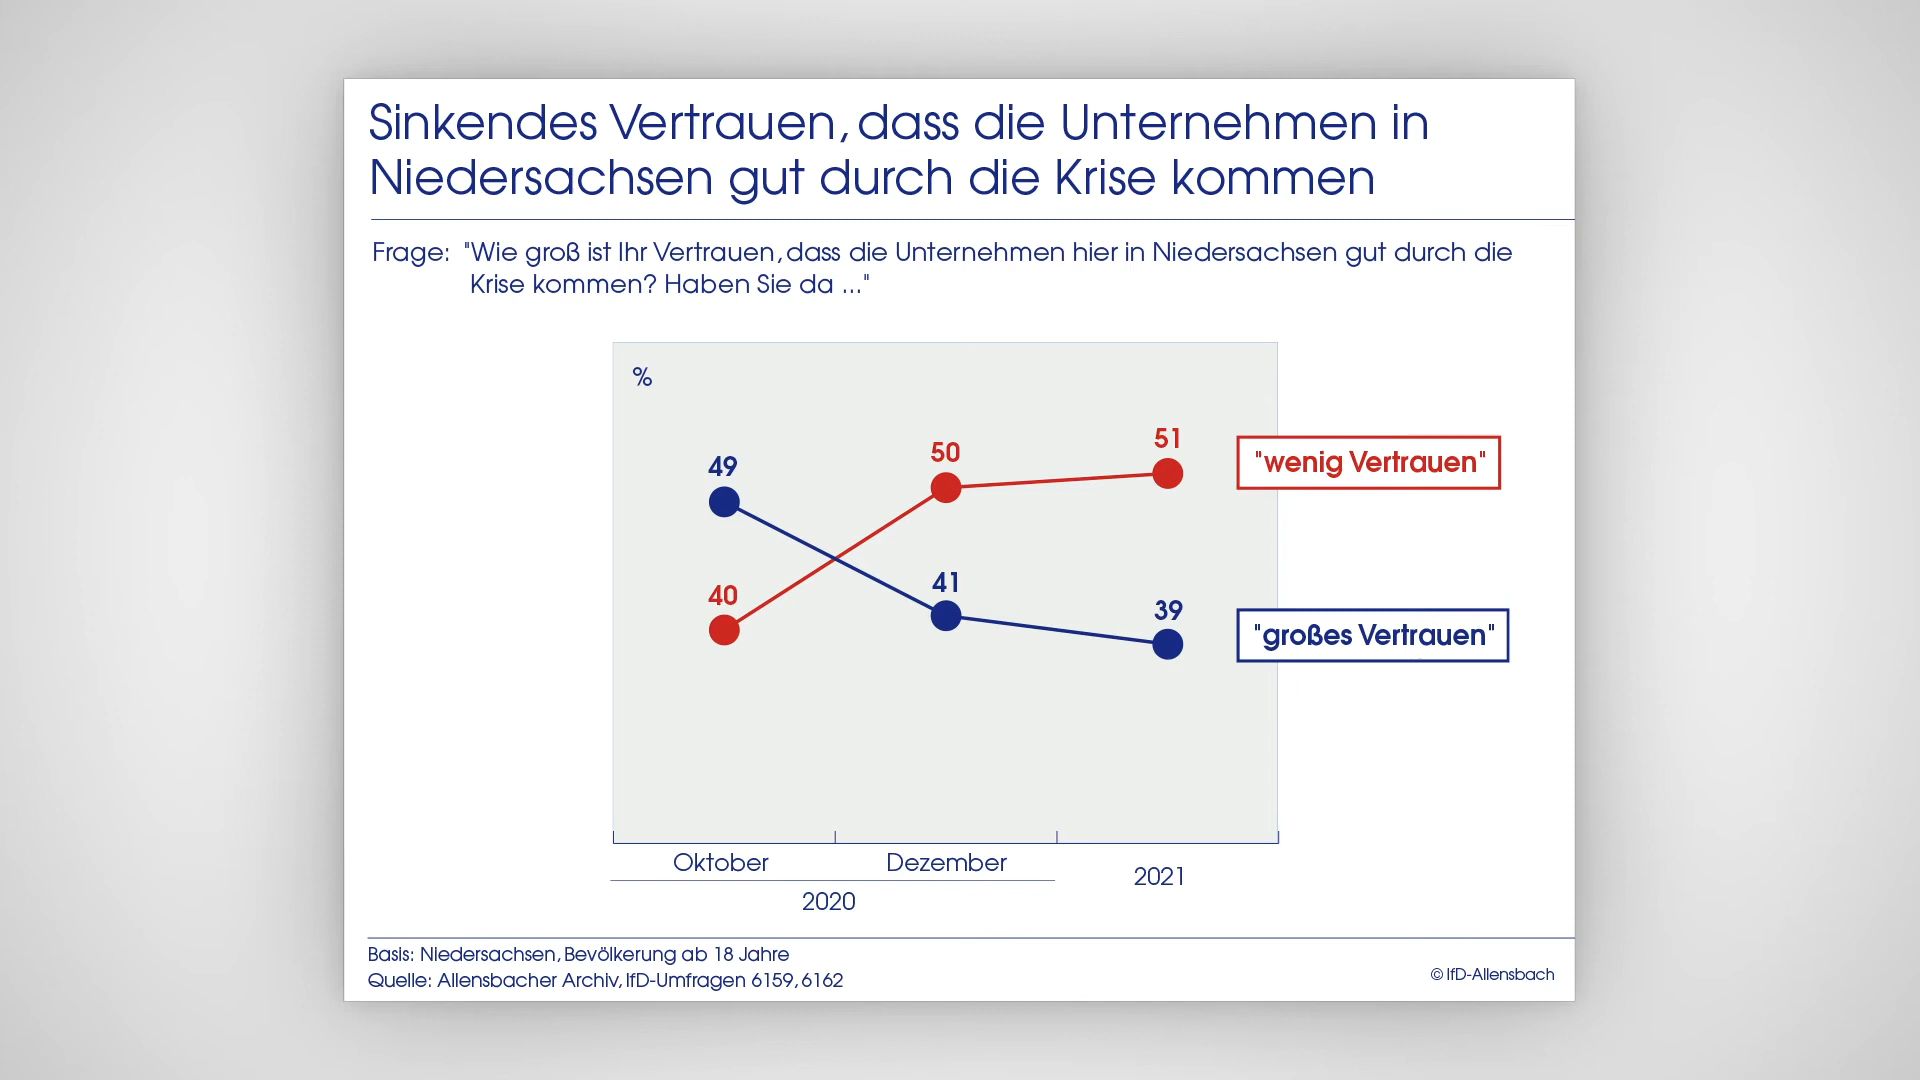 Sinkendes Vertrauen, dass die Unternehmen in
Niedersachsen gut durch die Krise kommen
Frage: "Wie groß ist Ihr Vertrauen, dass die Unternehmen hier in Niedersachsen gut durch die
Krise kommen? Haben Sie da ..."
%
51
50
"wenig Vertrauen"
49
41
40
39
"großes Vertrauen"
Oktober
Dezember
2021
2020
Basis: Niedersachsen, Bevölkerung ab 18 Jahre
Quelle: Allensbacher Archiv, IfD-Umfragen 6159, 6162
© IfD-Allensbach